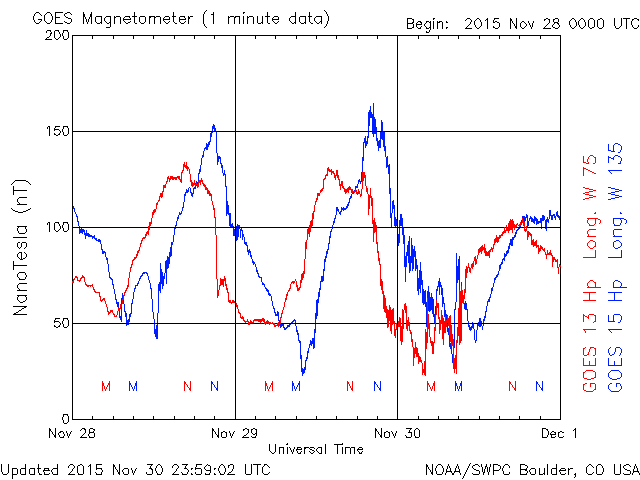 GOES Magnetometer (1 minute data)
Begin: 2015 Nov 28 0000 UTC
200
150
100
50
0
NanoTesla (nT)
M M N N M M N N M M N N
Nov 28 Nov 29 Nov 30 Dec 1
Universal Time
GOES 13 Hp Long. W 75
GOES 15 Hp Long. W 135
Updated 2015 Nov 30 23:59:02 UTC
NOAA/SWPC Boulder, CO USA